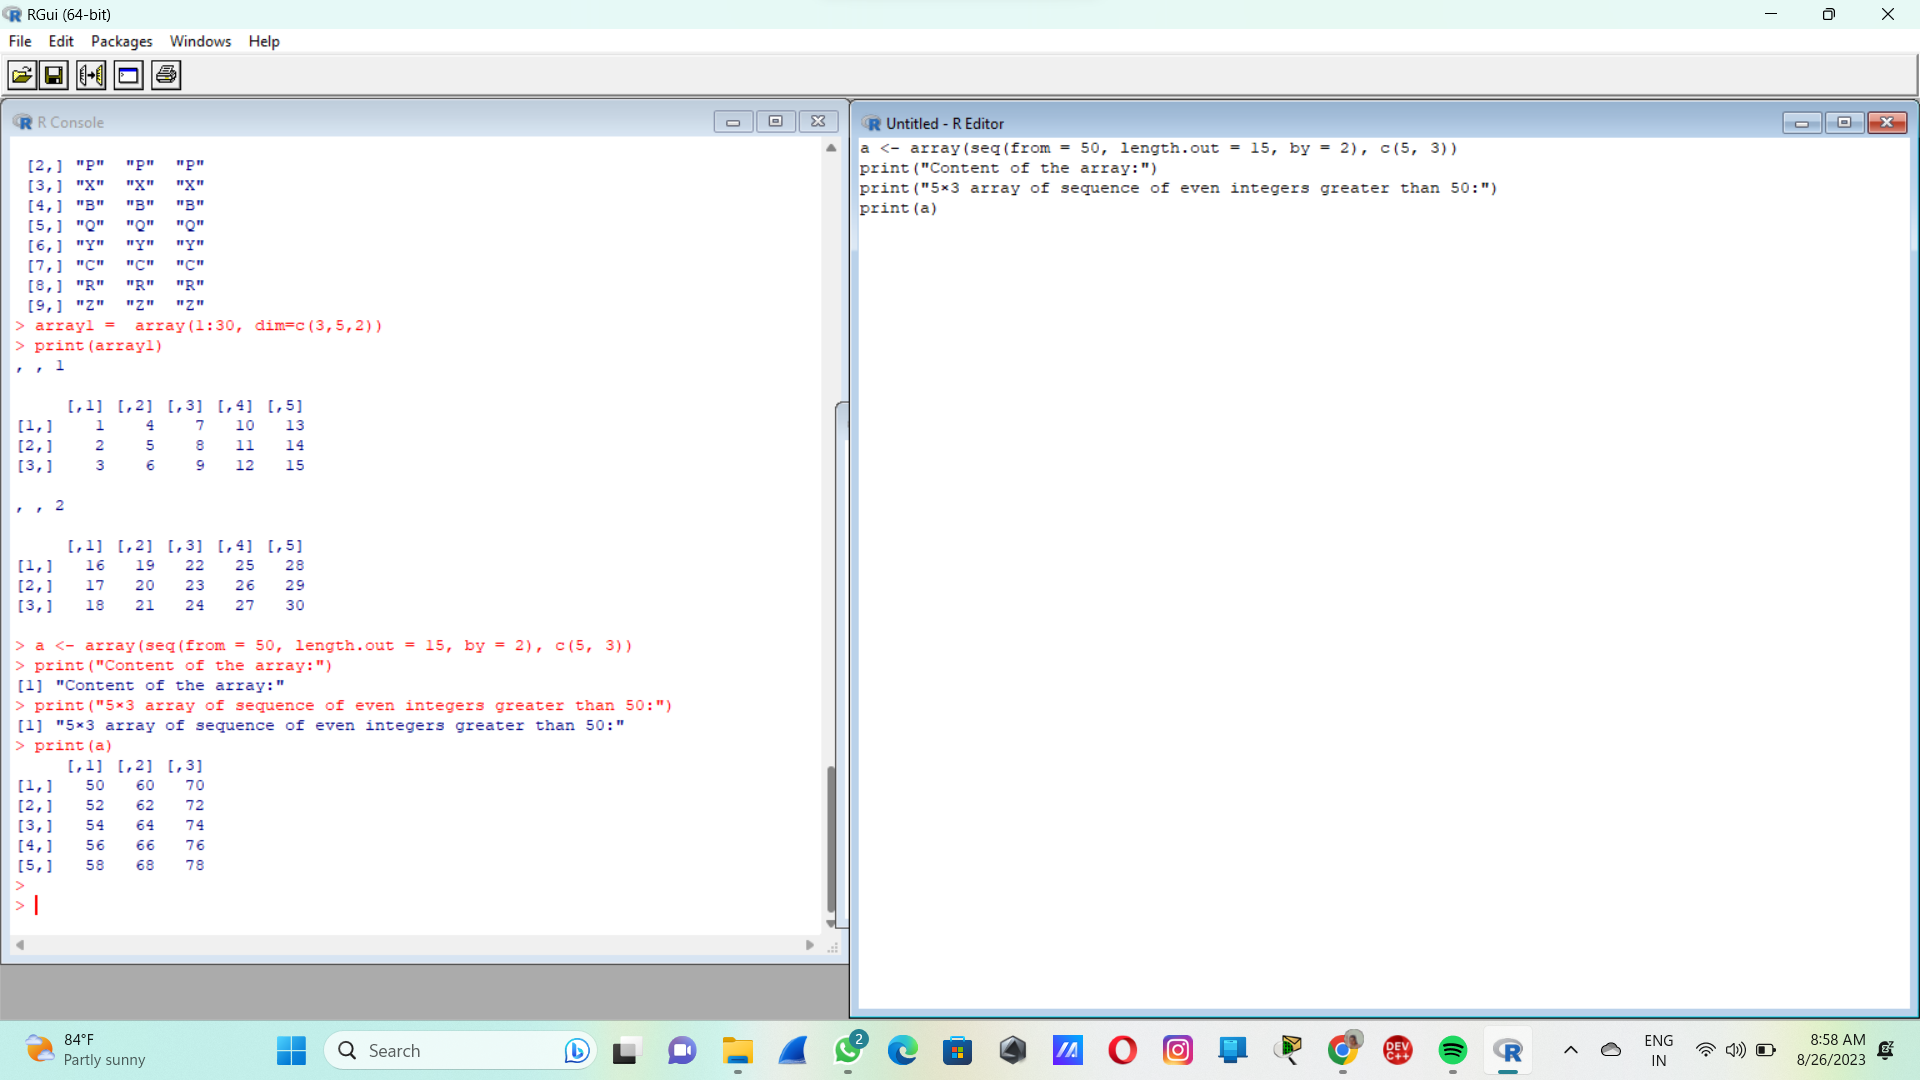 RGui (64-bit)
File Edit Packages Windows Help
R Console
[2,] "P" "P" "P"
[3,] "X" "X" "X"
[4,] "B" "B" "B"
[5,] "Q" "Q" "Q"
[6,] "Y" "Y" "Y"
[7,] "C" "C" "C"
[8,] "R" "R" "R"
[9,] "Z" "Z" "Z"
> array1 =  array(1:30, dim=c(3,5,2))
> print(array1)
, , 1
[,1] [,2] [,3] [,4] [,5]
[1,] 1 4 7 10 13
[2,] 2 5 8 11 14
[3,] 3 6 9 12 15
, , 2
[,1] [,2] [,3] [,4] [,5]
[1,] 16 19 22 25 28
[2,] 17 20 23 26 29
[3,] 18 21 24 27 30
> a <- array(seq(from = 50, length.out = 15, by = 2), c(5, 3))
> print("Content of the array:")
[1] "Content of the array:"
> print("5×3 array of sequence of even integers greater than 50:")
[1] "5×3 array of sequence of even integers greater than 50:"
> print(a)
[,1] [,2] [,3]
[1,] 50 60 70
[2,] 52 62 72
[3,] 54 64 74
[4,] 56 66 76
[5,] 58 68 78
>
>
Untitled - R Editor
a <- array(seq(from = 50, length.out = 15, by = 2), c(5, 3))
print("Content of the array:")
print("5×3 array of sequence of even integers greater than 50:")
print(a)
84°F
Partly sunny
Search
2
DEV
C++
ENG
IN
8:58 AM
8/26/2023